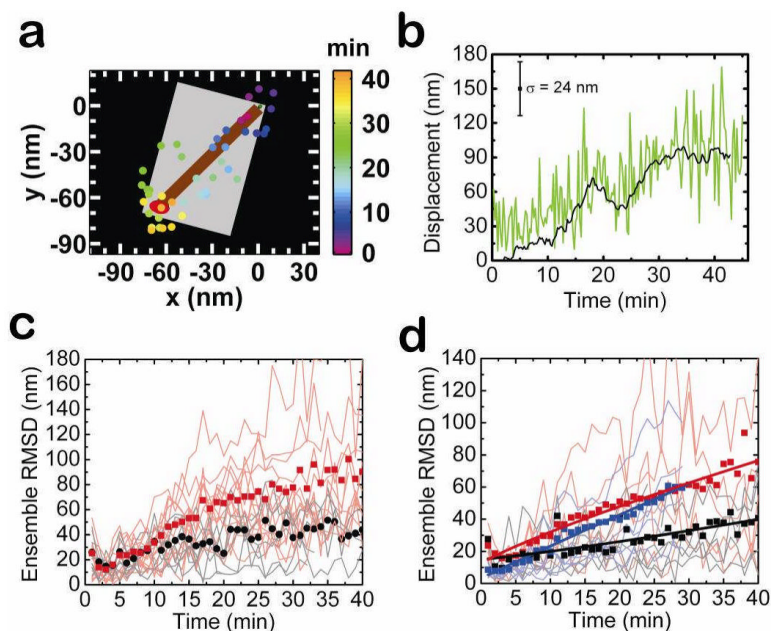 a
min
40
30
20
10
0
y (nm)
0
-30
-60
-90
-90 -60 -30 0 30
x (nm)
b
Displacement (nm)
180
150
120
90
60
30
0
σ = 24 nm
0 10 20 30 40
Time (min)
c
Ensemble RMSD (nm)
180
160
140
120
100
80
60
40
20
0
0 5 10 15 20 25 30 35 40
Time (min)
d
Ensemble RMSD (nm)
140
120
100
80
60
40
20
0
0 5 10 15 20 25 30 35 40
Time (min)